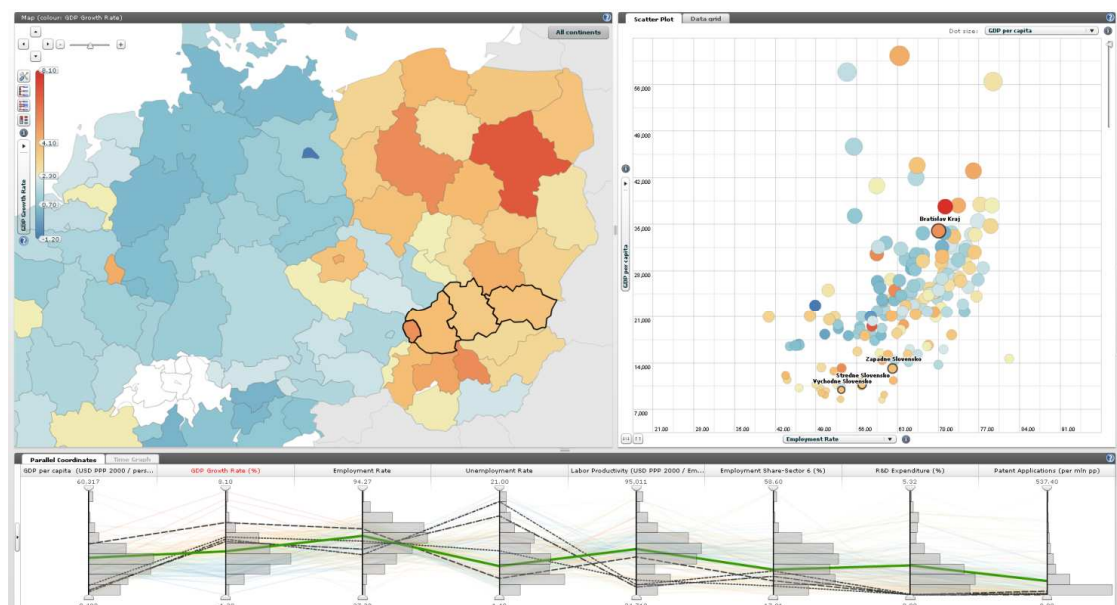 Map (colour: GDP Growth Rate)
All continents
8.10
4.10
2.90
0.70
-1.20
GDP Growth Rate
Scatter Plot
Data grid
Dot size:
GDP per capita
56,000
49,000
42,000
35,000
28,000
21,000
14,000
7,000
GDP per capita
Bratislav Kraj
Zapadne Slovensko
Stredne Slovensko
Vychodne Slovensko
21.00 28.00 35.00 42.00 49.00 55.00 63.00 70.00 77.00 84.00 91.00
Employment Rate
Parallel Coordinates
Time Graph
GDP per capita (USD PPP 2000 / pers...
GDP Growth Rate (%)
Employment Rate
Unemployment Rate
Labor Productivity (USD PPP 2000 / Em...
Employment Share-Sector 6 (%)
R&D Expenditure (%)
Patent Applications (per mln pp)
60,317
8.10
94.27
21.00
95,011
58.60
5.32
537.40